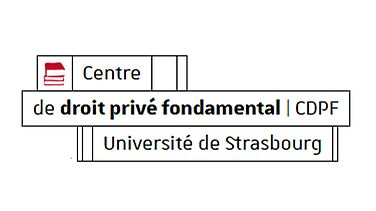 Centre
de droit privé fondamental | CDPF
Université de Strasbourg